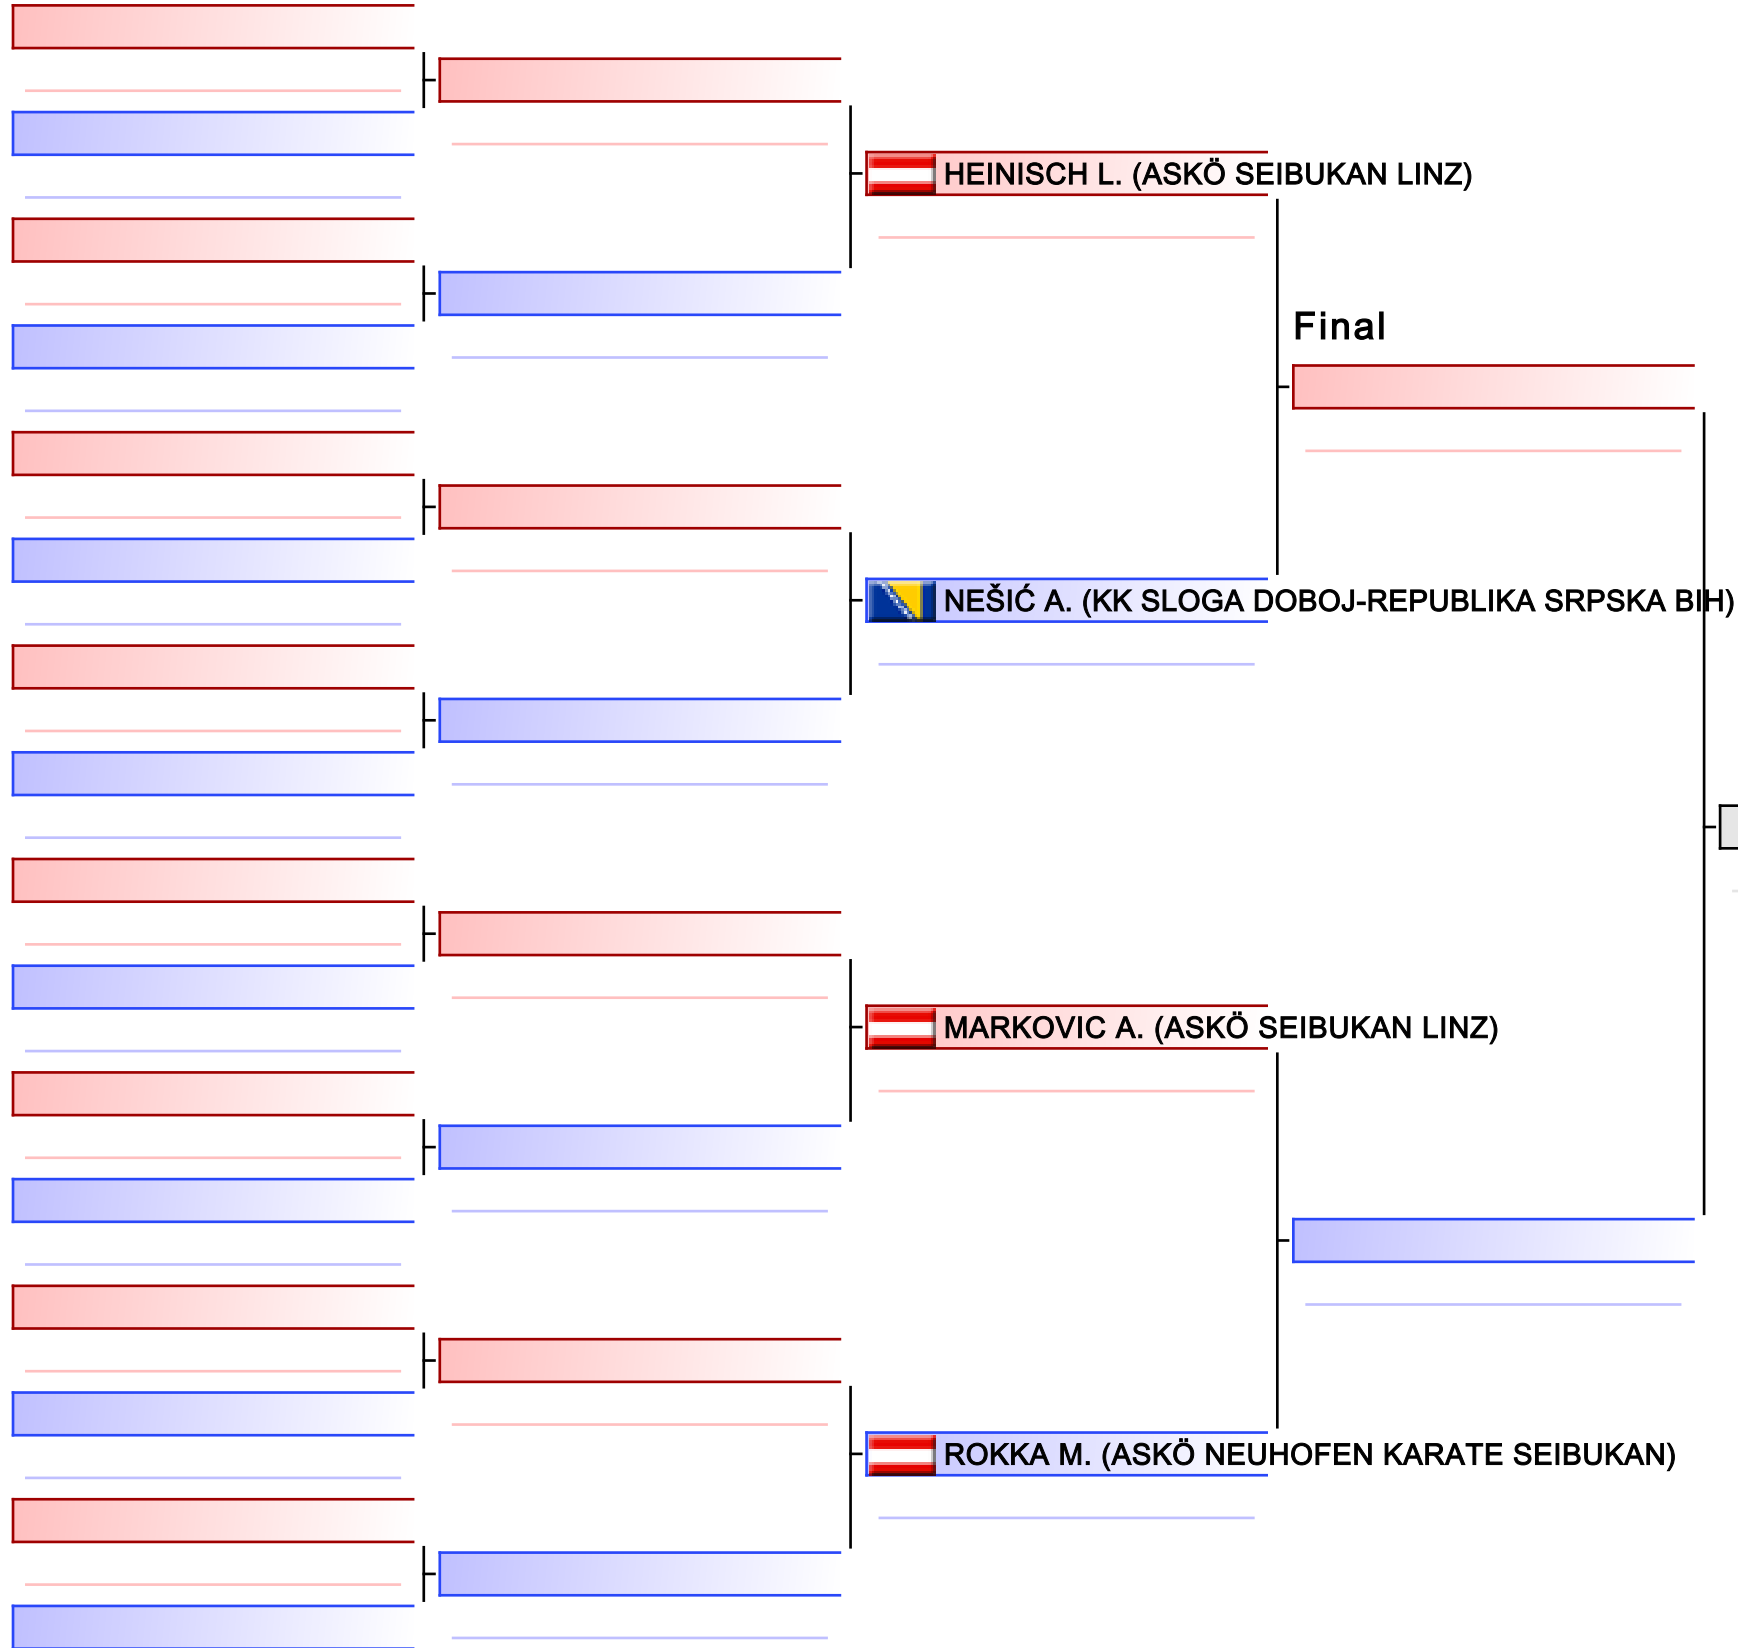 HEINISCH L. (ASKÖ SEIBUKAN LINZ)
Final
NEŠIĆ A. (KK SLOGA DOBOJ-REPUBLIKA SRPSKA BIH)
MARKOVIC A. (ASKÖ SEIBUKAN LINZ)
ROKKA M. (ASKÖ NEUHOFEN KARATE SEIBUKAN)